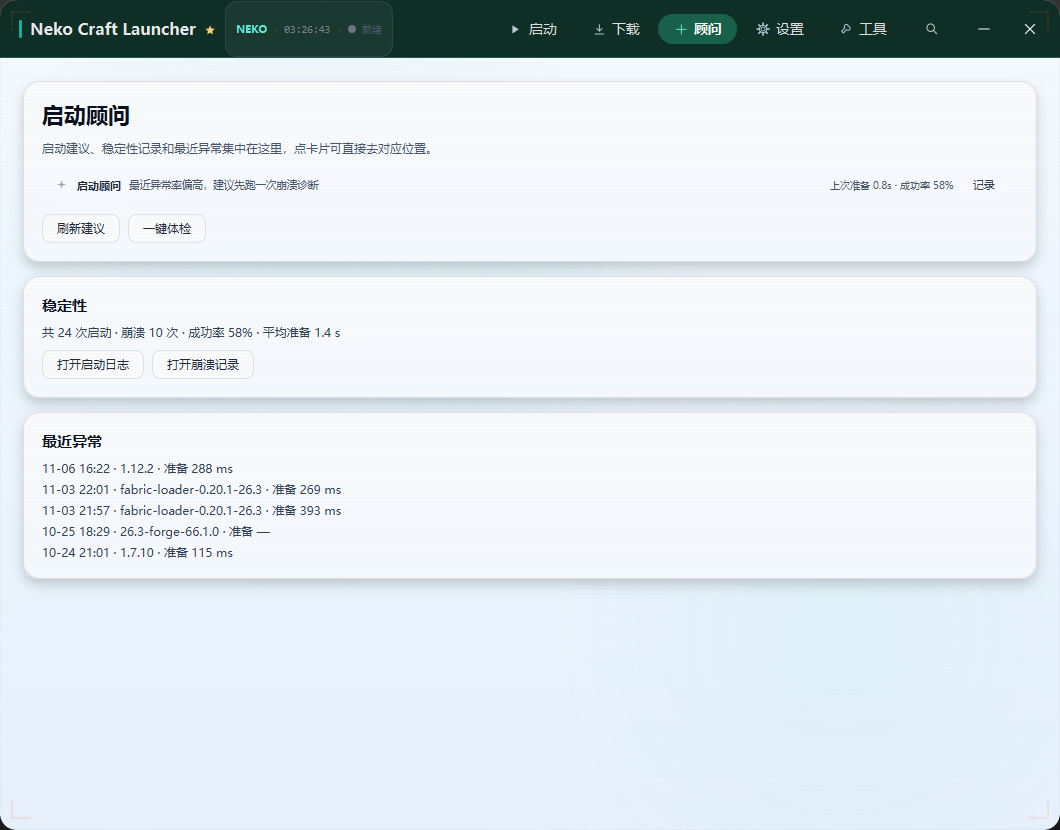 Neko Craft Launcher
NEKO · 03:26:43 · 就绪
启动
下载
顾问
设置
工具
启动顾问
启动建议、稳定性记录和最近异常集中在这里，点卡片可直接去对应位置。
启动顾问 最近异常率偏高，建议先跑一次崩溃诊断
上次准备 0.8s · 成功率 58% 记录
刷新建议 一键体检
稳定性
共 24 次启动 · 崩溃 10 次 · 成功率 58% · 平均准备 1.4 s
打开启动日志 打开崩溃记录
最近异常
11-06 16:22 · 1.12.2 · 准备 288 ms
11-03 22:01 · fabric-loader-0.20.1-26.3 · 准备 269 ms
11-03 21:57 · fabric-loader-0.20.1-26.3 · 准备 393 ms
10-25 18:29 · 26.3-forge-66.1.0 · 准备 —
10-24 21:01 · 1.7.10 · 准备 115 ms